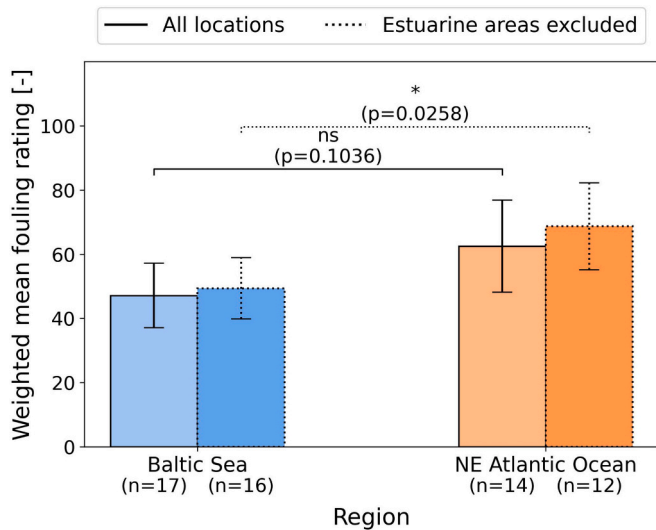 All locations
Estuarine areas excluded
Weighted mean fouling rating [-]
100
80
60
40
20
0
*
(p=0.0258)
ns
(p=0.1036)
Baltic Sea
(n=17) (n=16)
NE Atlantic Ocean
(n=14) (n=12)
Region